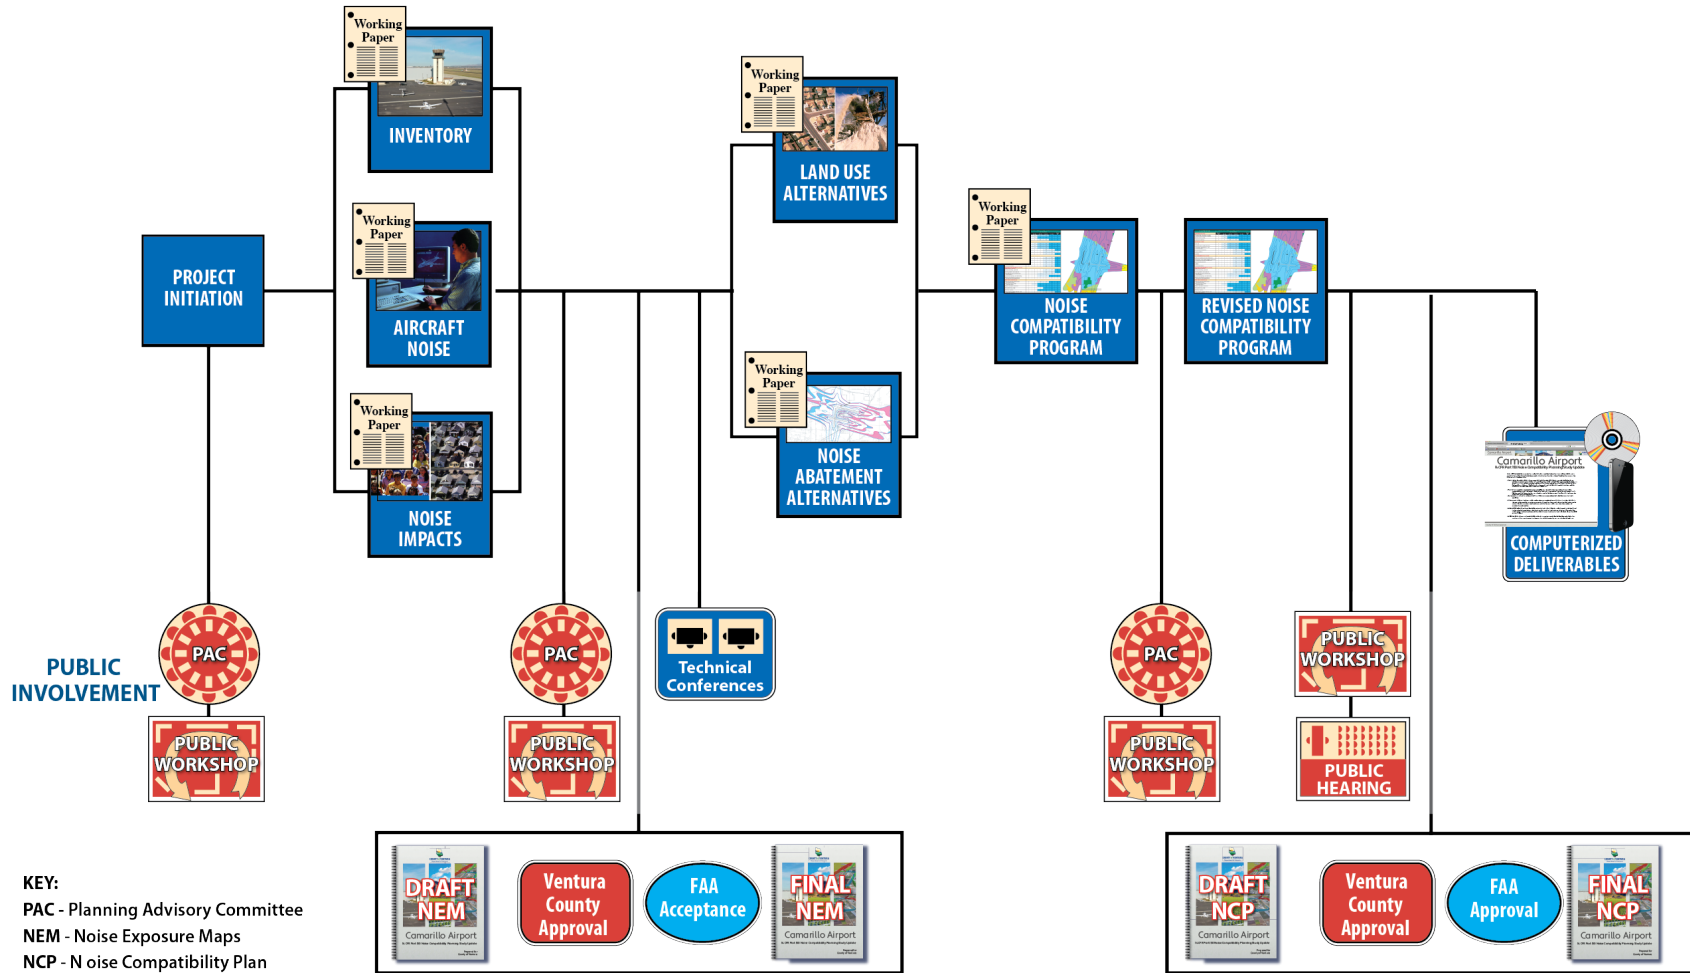 Working
Paper
INVENTORY
Working
Paper
AIRCRAFT
NOISE
Working
Paper
NOISE
IMPACTS
PROJECT
INITIATION
Working
Paper
LAND USE
ALTERNATIVES
Working
Paper
NOISE
ABATEMENT
ALTERNATIVES
Working
Paper
NOISE
COMPATIBILITY
PROGRAM
REVISED NOISE
COMPATIBILITY
PROGRAM
Camarillo Airport
COMPUTERIZED
DELIVERABLES
PUBLIC
INVOLVEMENT
PAC
PUBLIC
WORKSHOP
PAC
PUBLIC
WORKSHOP
Technical
Conferences
PAC
PUBLIC
WORKSHOP
PUBLIC
WORKSHOP
PUBLIC
HEARING
DRAFT
NEM
Camarillo Airport
Ventura
County
Approval
FAA
Acceptance
FINAL
NEM
Camarillo Airport
DRAFT
NCP
Camarillo Airport
Ventura
County
Approval
FAA
Approval
FINAL
NCP
Camarillo Airport
KEY:
PAC - Planning Advisory Committee
NEM - Noise Exposure Maps
NCP - N oise Compatibility Plan